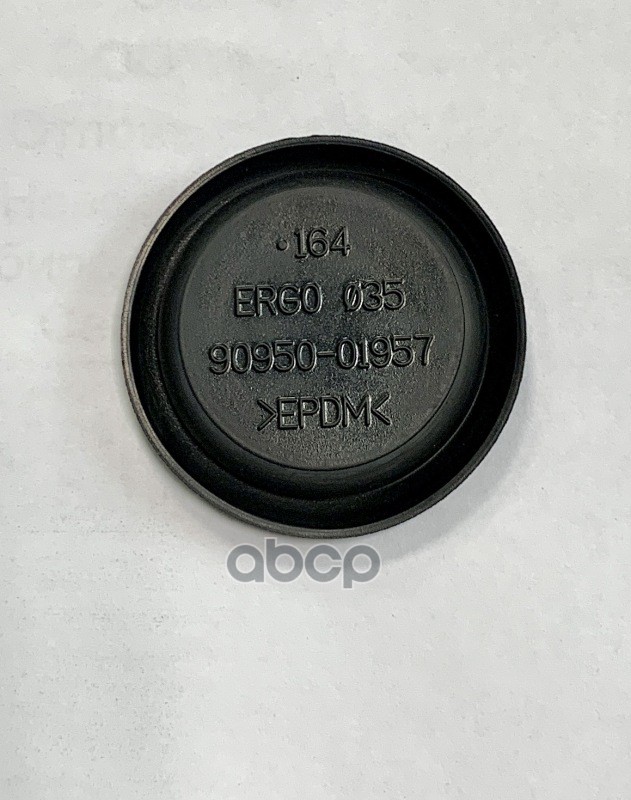 164
ERGO Ø35
90950-01957
>EPDM<
abcp